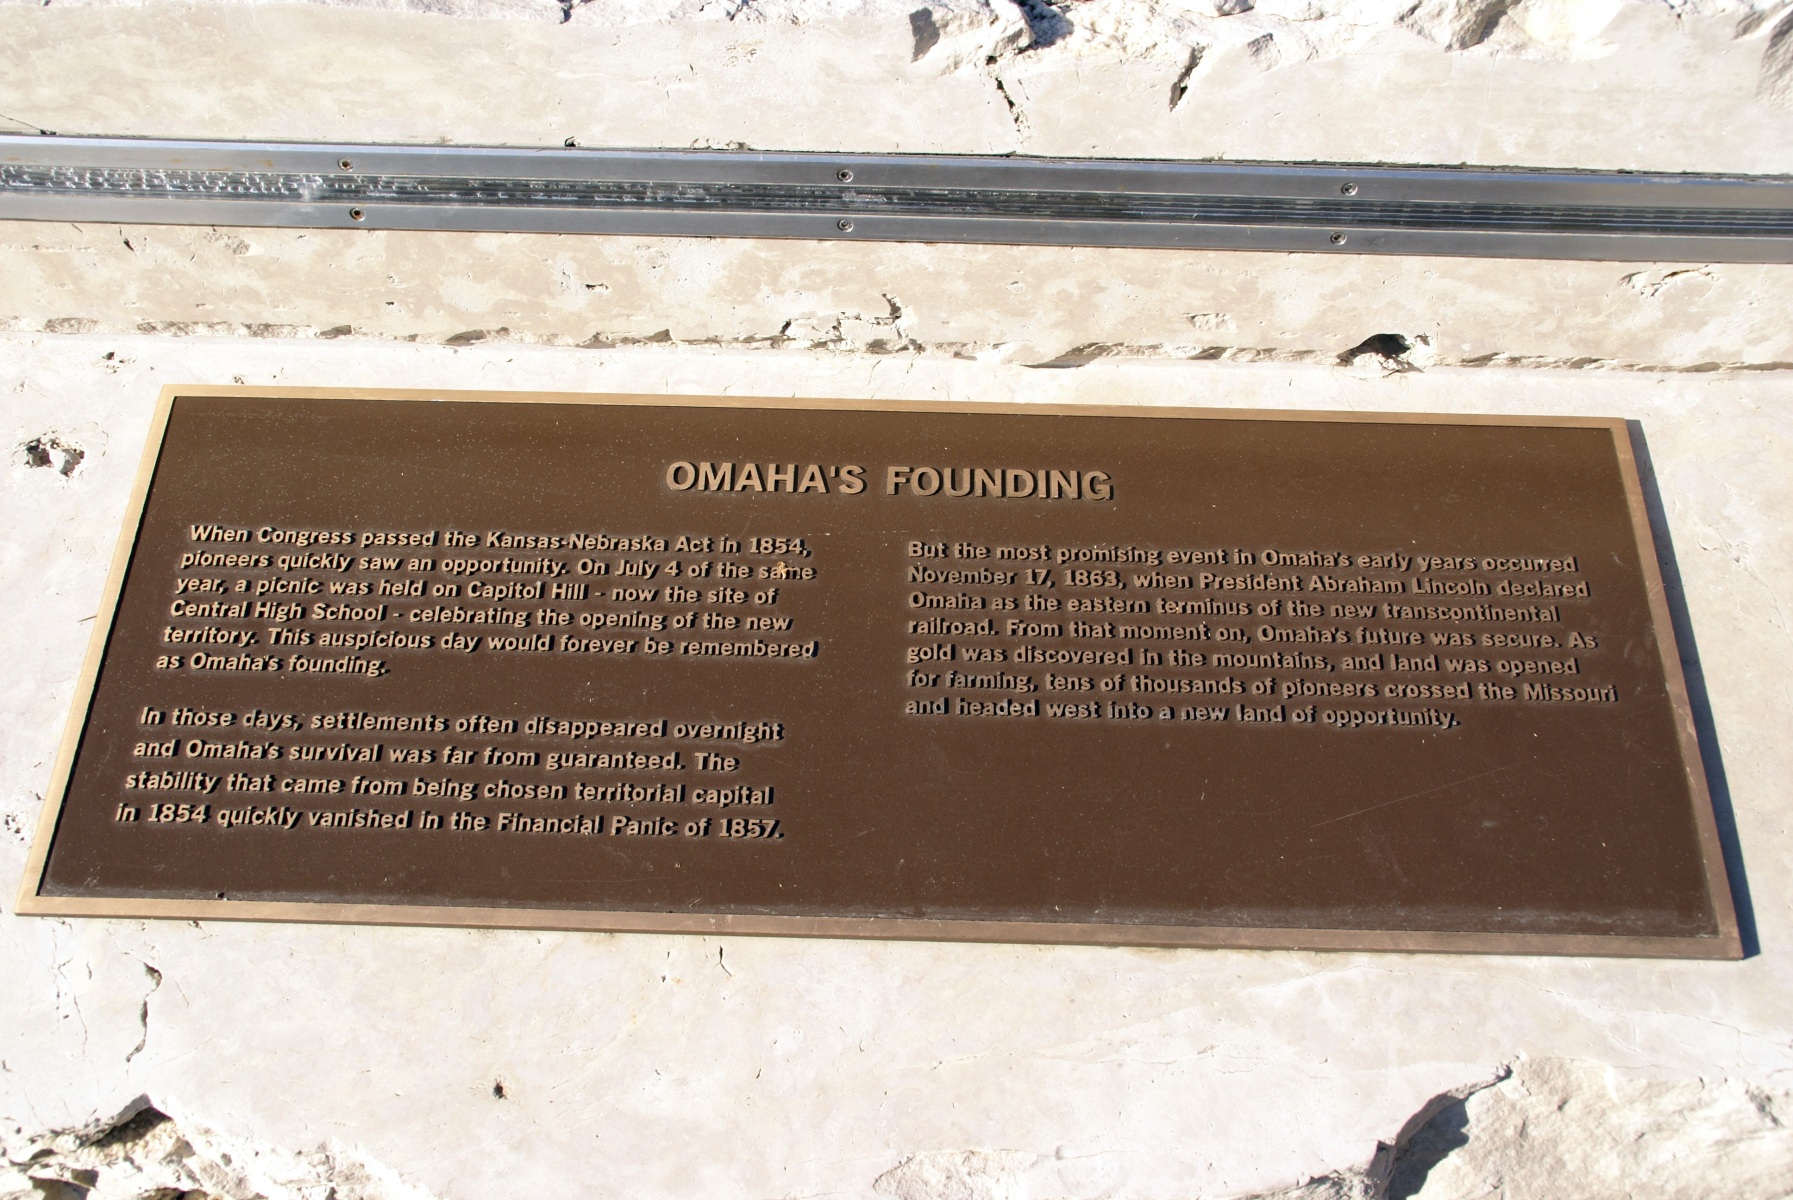 OMAHA'S FOUNDING
When Congress passed the Kansas-Nebraska Act in 1854,
pioneers quickly saw an opportunity. On July 4 of the same
year, a picnic was held on Capitol Hill - now the site of
Central High School - celebrating the opening of the new
territory. This auspicious day would forever be remembered
as Omaha's founding.
In those days, settlements often disappeared overnight
and Omaha's survival was far from guaranteed. The
stability that came from being chosen territorial capital
in 1854 quickly vanished in the Financial Panic of 1857.
But the most promising event in Omaha's early years occurred
November 17, 1863, when President Abraham Lincoln declared
Omaha as the eastern terminus of the new transcontinental
railroad. From that moment on, Omaha's future was secure. As
gold was discovered in the mountains, and land was opened
for farming, tens of thousands of pioneers crossed the Missouri
and headed west into a new land of opportunity.